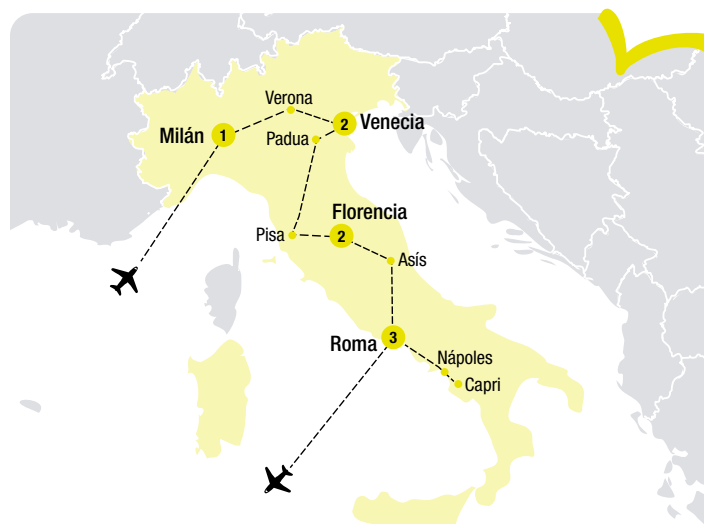 Verona
Milán 1
2 Venecia
Padua
Florencia
Pisa
2
Asís
Roma 3
Nápoles
Capri